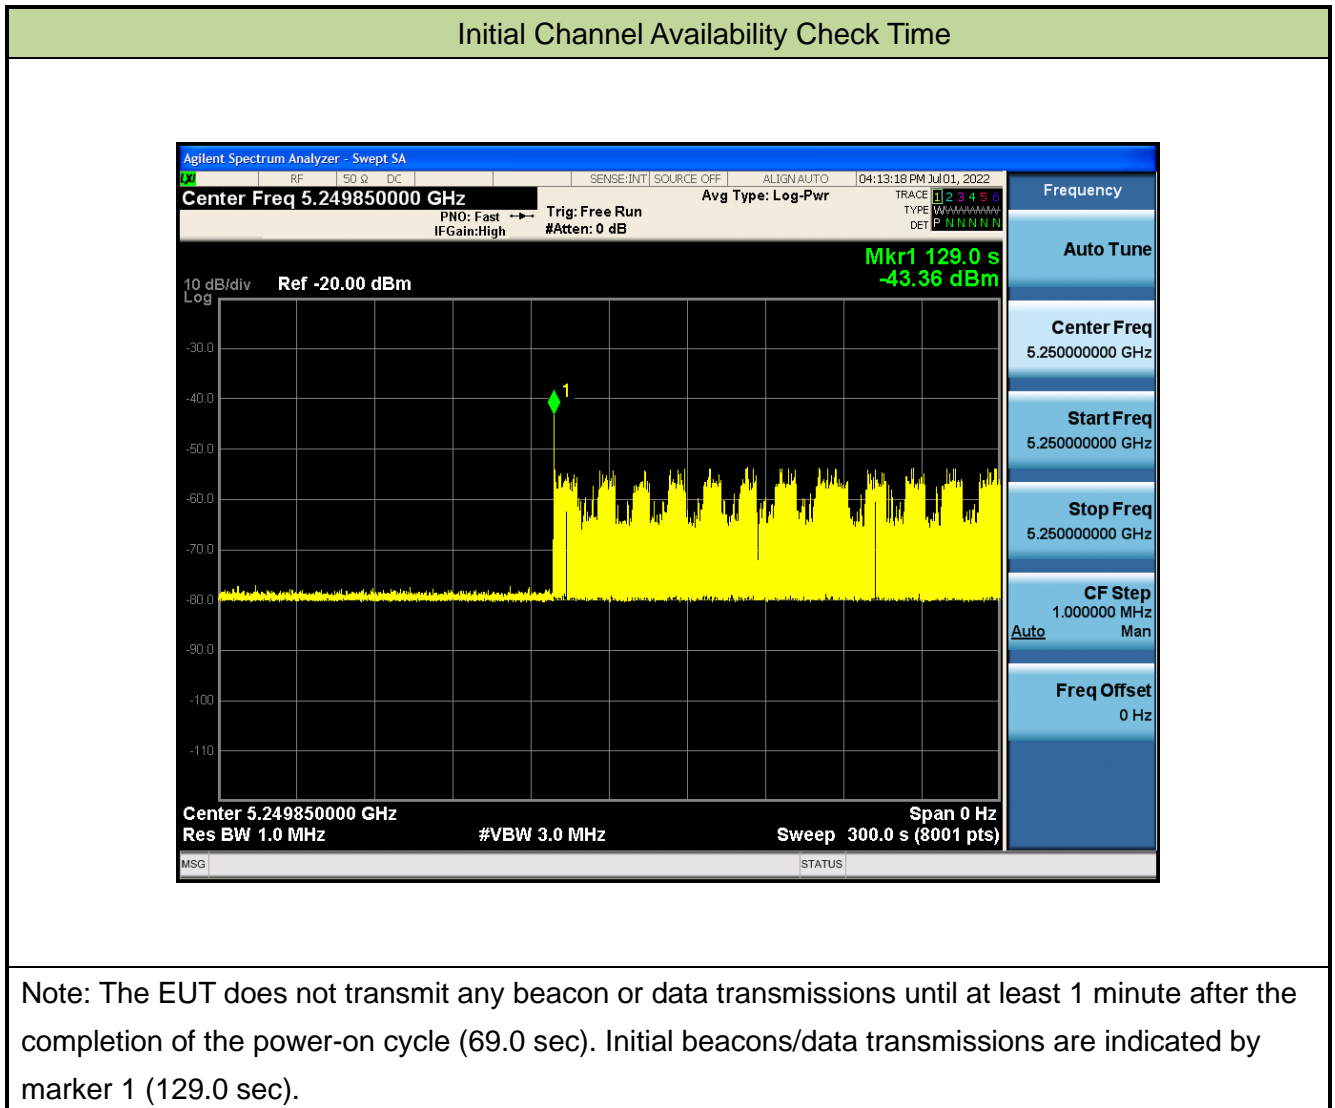 Initial Channel Availability Check Time
Agilent Spectrum Analyzer - Swept SA
LXI RF 50 Ω DC SENSE:INT SOURCE OFF ALIGN AUTO 04:13:18 PM Jul 01, 2022
Center Freq 5.249850000 GHz
PNO: Fast
IFGain:High
Trig: Free Run
#Atten: 0 dB
Avg Type: Log-Pwr
TRACE 1 2 3 4 5 6
TYPE
DET P N N N N N
Mkr1 129.0 s
-43.36 dBm
10 dB/div Ref -20.00 dBm
Log
-30.0
-40.0
-50.0
-60.0
-70.0
-80.0
-90.0
-100
-110
1
Center 5.249850000 GHz Span 0 Hz
Res BW 1.0 MHz #VBW 3.0 MHz Sweep 300.0 s (8001 pts)
MSG STATUS
Frequency
Auto Tune
Center Freq
5.250000000 GHz
Start Freq
5.250000000 GHz
Stop Freq
5.250000000 GHz
CF Step
1.000000 MHz
Auto Man
Freq Offset
0 Hz
Note: The EUT does not transmit any beacon or data transmissions until at least 1 minute after the
completion of the power-on cycle (69.0 sec). Initial beacons/data transmissions are indicated by
marker 1 (129.0 sec).